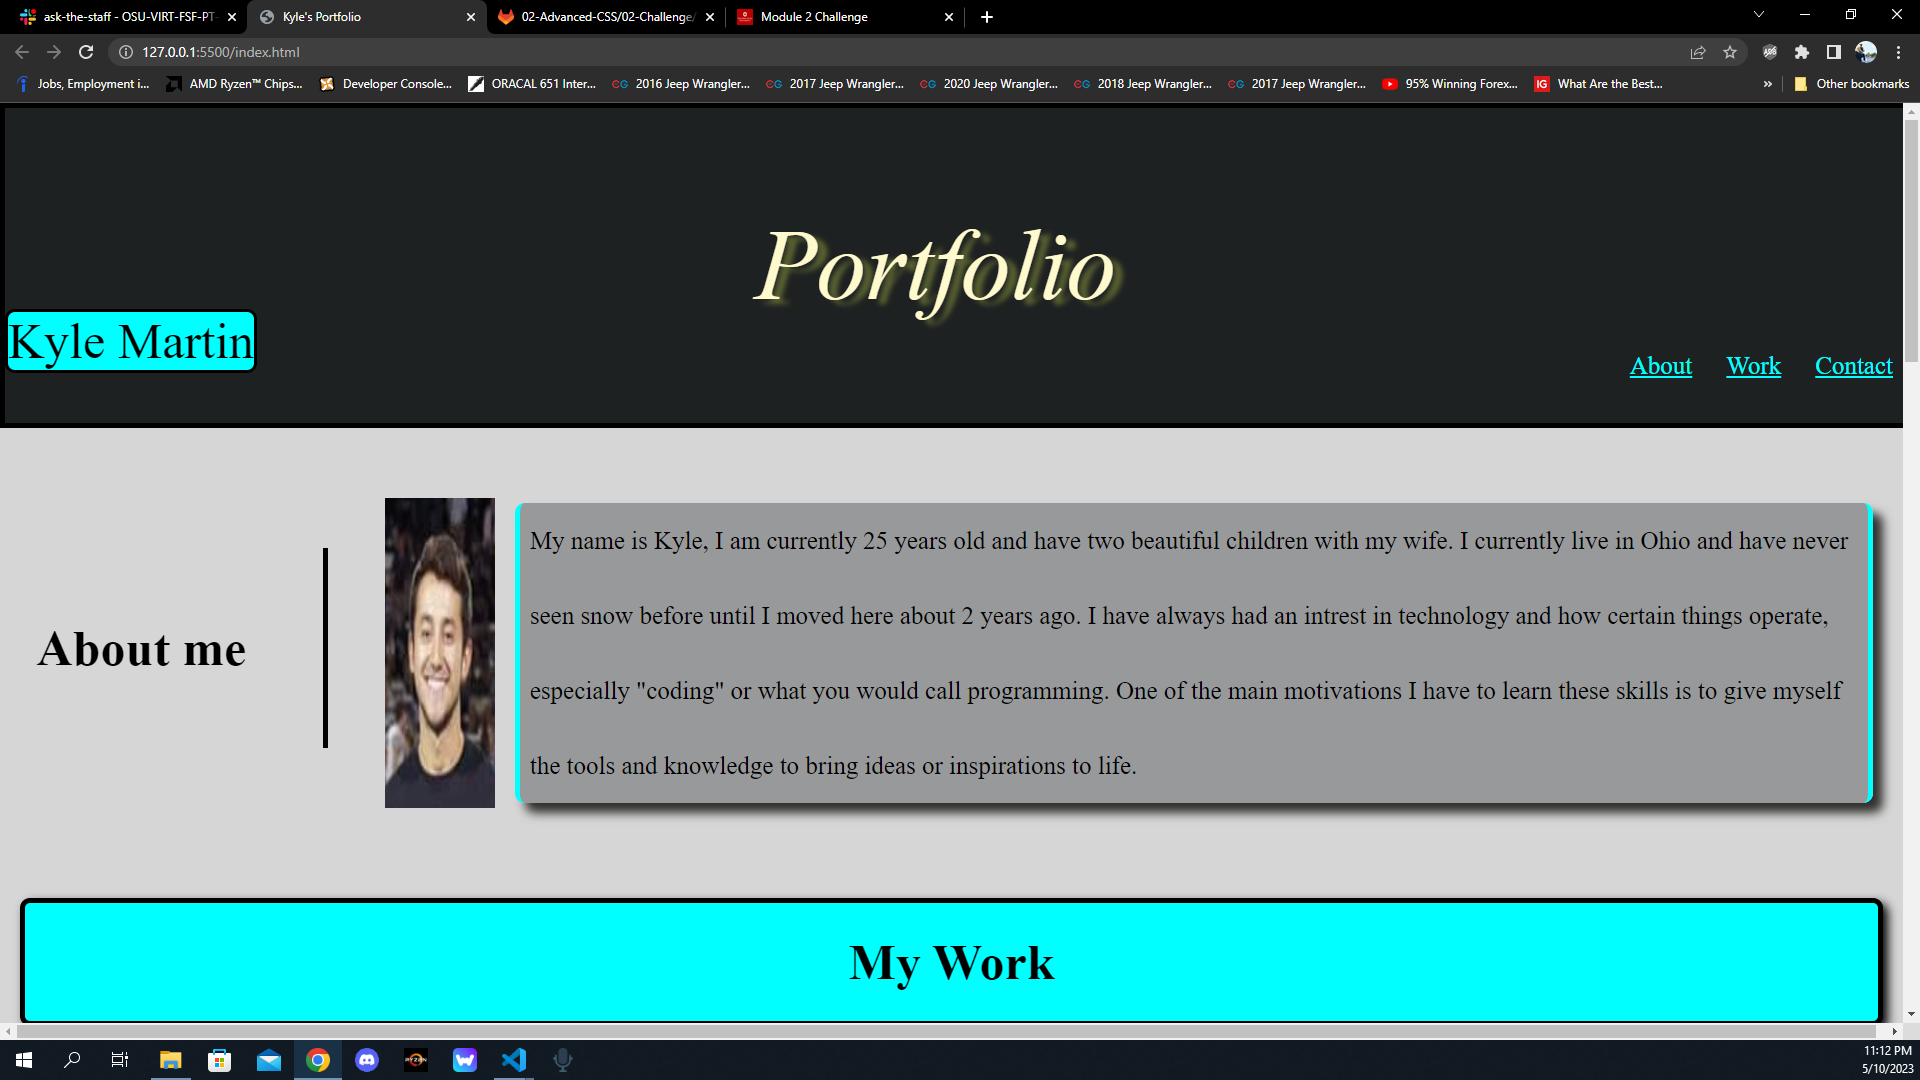 ask-the-staff - OSU-VIRT-FSF-PT-
Kyle's Portfolio
02-Advanced-CSS/02-Challenge/
Module 2 Challenge
127.0.0.1:5500/index.html
Jobs, Employment i...
AMD Ryzen™ Chips...
Developer Console...
ORACAL 651 Inter...
CG 2016 Jeep Wrangler...
CG 2017 Jeep Wrangler...
CG 2020 Jeep Wrangler...
CG 2018 Jeep Wrangler...
CG 2017 Jeep Wrangler...
95% Winning Forex...
IG What Are the Best...
»
Other bookmarks
Portfolio
Kyle Martin
About Work Contact
About me
My name is Kyle, I am currently 25 years old and have two beautiful children with my wife. I currently live in Ohio and have never
seen snow before until I moved here about 2 years ago. I have always had an intrest in technology and how certain things operate,
especially "coding" or what you would call programming. One of the main motivations I have to learn these skills is to give myself
the tools and knowledge to bring ideas or inspirations to life.
My Work
RYZEN
11:12 PM
5/10/2023